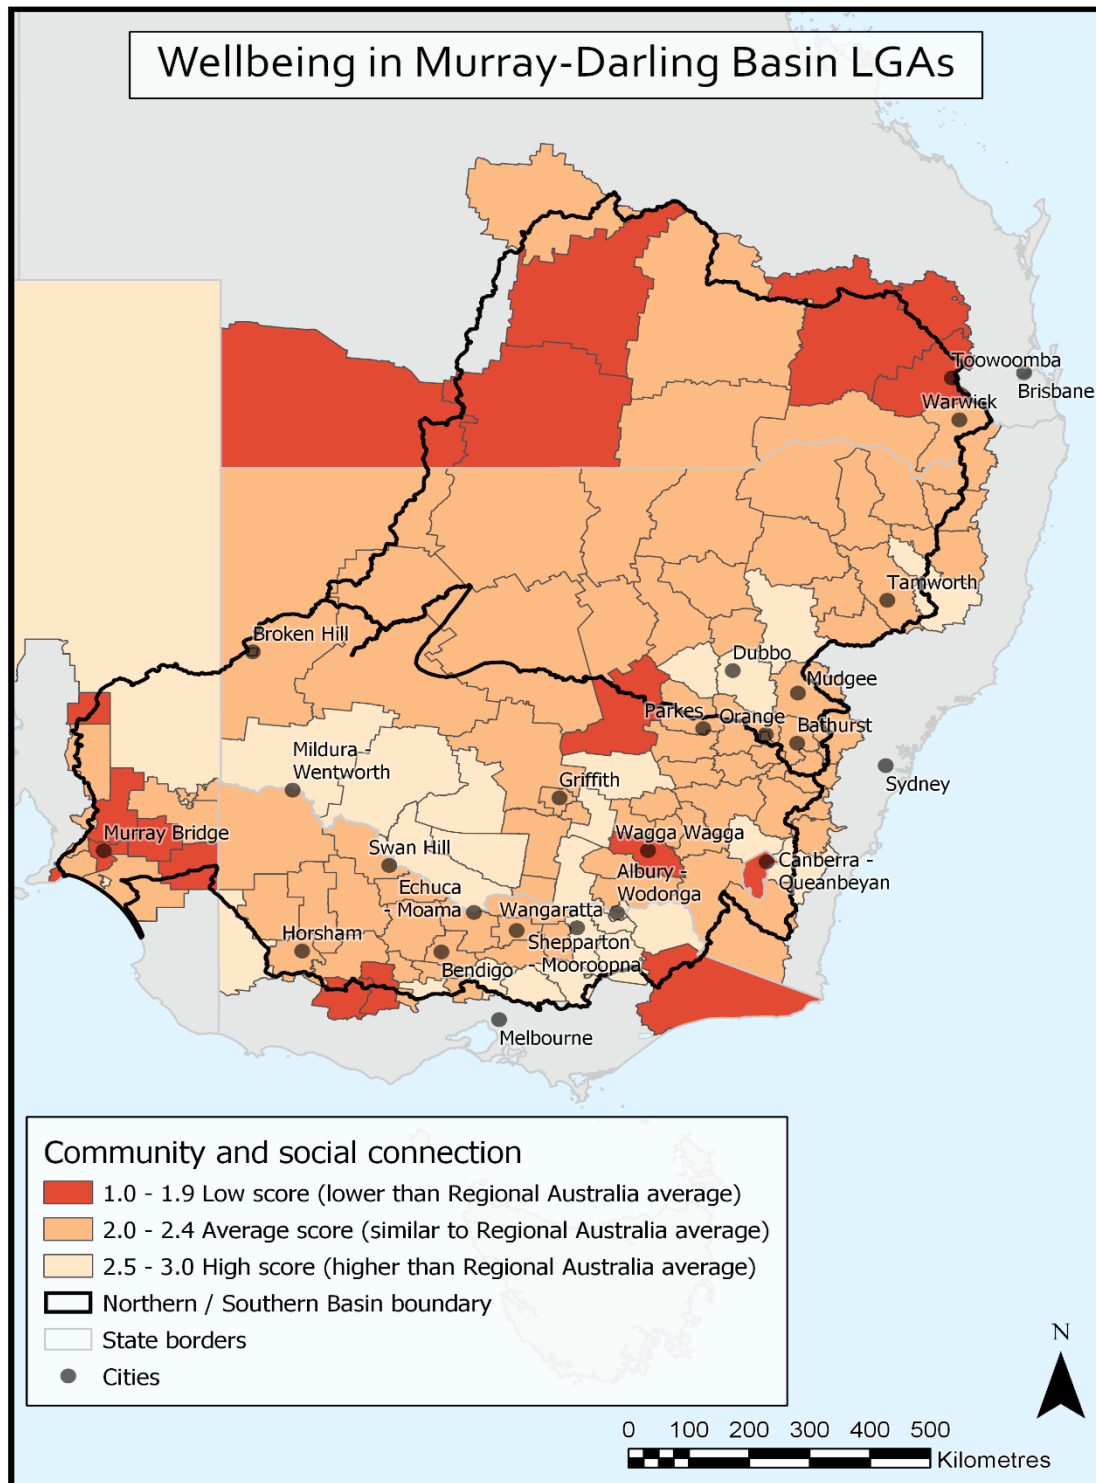 Wellbeing in Murray-Darling Basin LGAs
Toowoomba
Brisbane
Warwick
Tamworth
Broken Hill
Dubbo
Mudgee
Parkes
Orange
Bathurst
Mildura -
Wentworth
Sydney
Griffith
Murray Bridge
Wagga Wagga
Swan Hill
Canberra -
Queanbeyan
Albury -
Wodonga
Echuca
- Moama
Wangaratta
Horsham
Shepparton
Mooroopna
Bendigo
Melbourne
Community and social connection
1.0 - 1.9 Low score (lower than Regional Australia average)
2.0 - 2.4 Average score (similar to Regional Australia average)
2.5 - 3.0 High score (higher than Regional Australia average)
Northern / Southern Basin boundary
State borders
Cities
N
0 100 200 300 400 500
Kilometres